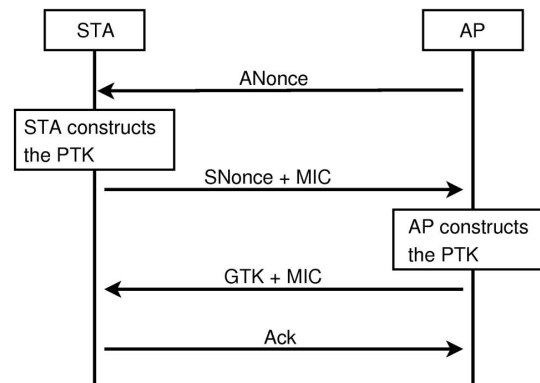 STA
AP
ANonce
STA constructs
the PTK
SNonce + MIC
AP constructs
the PTK
GTK + MIC
Ack